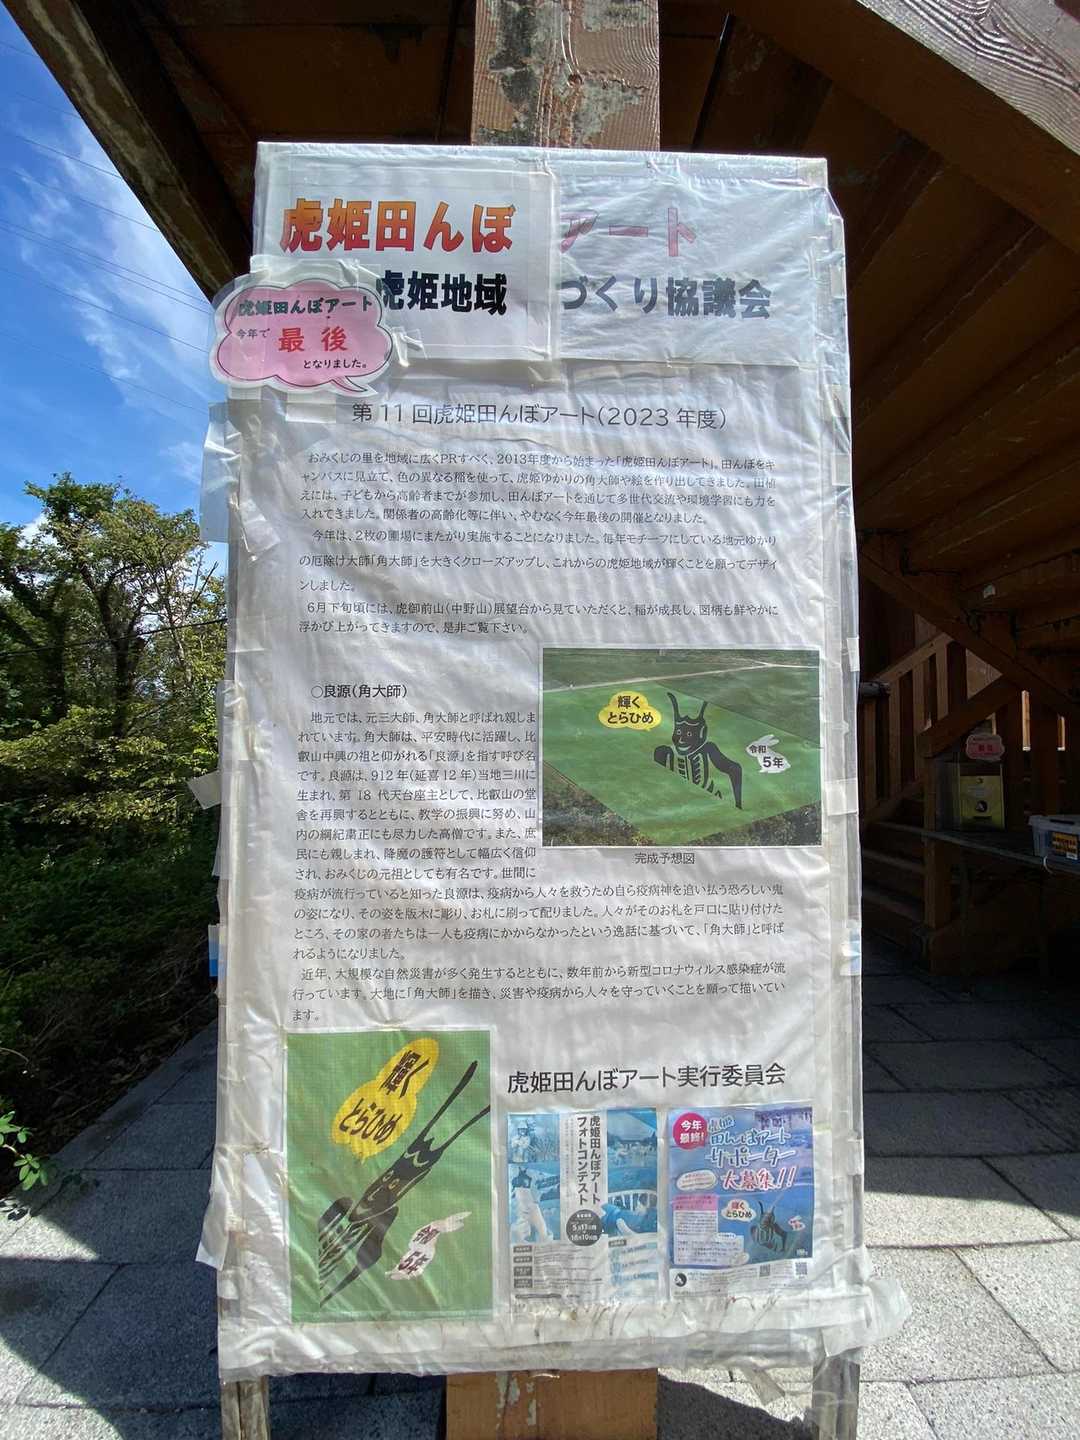 虎姫田んぼアート
虎姫地域づくり協議会
虎姫田んぼアート
今年で
最後
となりました。
第11回虎姫田んぼアート(2023年度)
おみくじの里を地域に広くPRすべく、2013年度から始まった「虎姫田んぼアート」、田んぼをキ
ャンバスに見立て、色の異なる稲を使って、虎姫ゆかりの角大師や絵を作り出してきました。田植
えには、子どもから高齢者までが参加し、田んぼアートを通じて多世代交流や環境学習にも力を
入れてきました。関係者の高齢化等に伴い、やむなく今年最後の開催となりました。
今年は、2枚の圃場にまたがり実施することになりました。毎年モチーフにしている地元ゆかり
の厄除け大師「角大師」を大きくクローズアップし、これからの虎姫地域が輝くことを願ってデザイ
ンしました。
6月下旬頃には、虎御前山(中野山)展望台から見ていただくと、稲が成長し、図柄も鮮やかに
浮かび上がってきますので、是非ご覧下さい。
○良源(角大師)
地元では、元三大師、角大師と呼ばれ親しま
れています。角大師は、平安時代に活躍し、比
叡山中興の祖と仰がれる「良源」を指す呼び名
です。良源は、912年(延喜12年)当地三川に
生まれ、第18代天台座主として、比叡山の堂
舎を再興するとともに、教学の振興に努め、山
内の綱紀粛正にも尽力した高僧です。また、庶
民にも親しまれ、降魔の護符として幅広く信仰
され、おみくじの元祖としても有名です。世間に
疫病が流行っていると知った良源は、疫病から人々を救うため自ら疫病神を追い払う恐ろしい鬼
の姿になり、その姿を版木に彫り、お札に刷って配りました。人々がそのお札を戸口に貼り付けた
ところ、その家の者たちは一人も疫病にかからなかったという逸話に基づいて、「角大師」と呼ば
れるようになりました。
近年、大規模な自然災害が多く発生するとともに、数年前から新型コロナウィルス感染症が流
行っています。大地に「角大師」を描き、災害や疫病から人々を守っていくことを願って描いてい
ます。
輝く
とらひめ
令和
5年
完成予想図
輝く
とらひめ
令和
5年
虎姫田んぼアート実行委員会
虎姫田んぼアート
フォトコンテスト
今年
最終!
虎姫
田んぼアート
サポーター
大募集!!
輝く
とらひめ